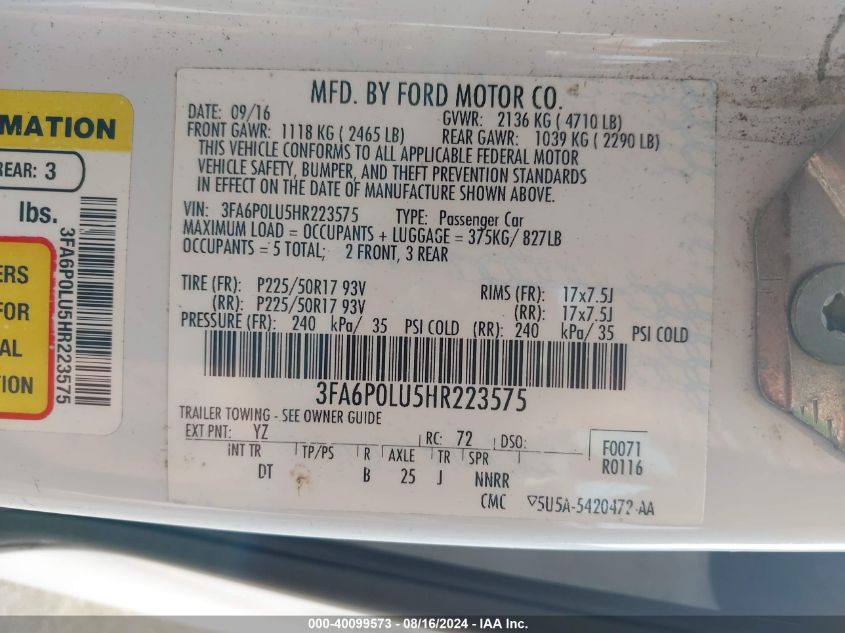 MFD. BY FORD MOTOR CO.
DATE: 09/16 GVWR: 2136 KG ( 4710 LB)
FRONT GAWR: 1118 KG ( 2465 LB) REAR GAWR: 1039 KG ( 2290 LB)
THIS VEHICLE CONFORMS TO ALL APPLICABLE FEDERAL MOTOR
VEHICLE SAFETY, BUMPER, AND THEFT PREVENTION STANDARDS
IN EFFECT ON THE DATE OF MANUFACTURE SHOWN ABOVE.
VIN: 3FA6P0LU5HR223575 TYPE: Passenger Car
MAXIMUM LOAD = OCCUPANTS + LUGGAGE = 375KG/ 827LB
OCCUPANTS = 5 TOTAL; 2 FRONT, 3 REAR
TIRE (FR): P225/50R17 93V RIMS (FR): 17x7.5J
(RR): P225/50R17 93V (RR): 17x7.5J
PRESSURE (FR): 240 kPa/ 35 PSI COLD (RR): 240 kPa/ 35 PSI COLD
3FA6P0LU5HR223575
TRAILER TOWING - SEE OWNER GUIDE
EXT PNT: YZ RC: 72 DSO:
INT TR TP/PS R AXLE TR SPR
DT B 25 J NNRR
F0071
R0116
CMC ▽5U5A-5420472-AA
MATION
REAR: 3
lbs.
3FA6P0LU5HR223575
ERS
FOR
AL
N
000-40099573 - 08/16/2024 - IAA Inc.